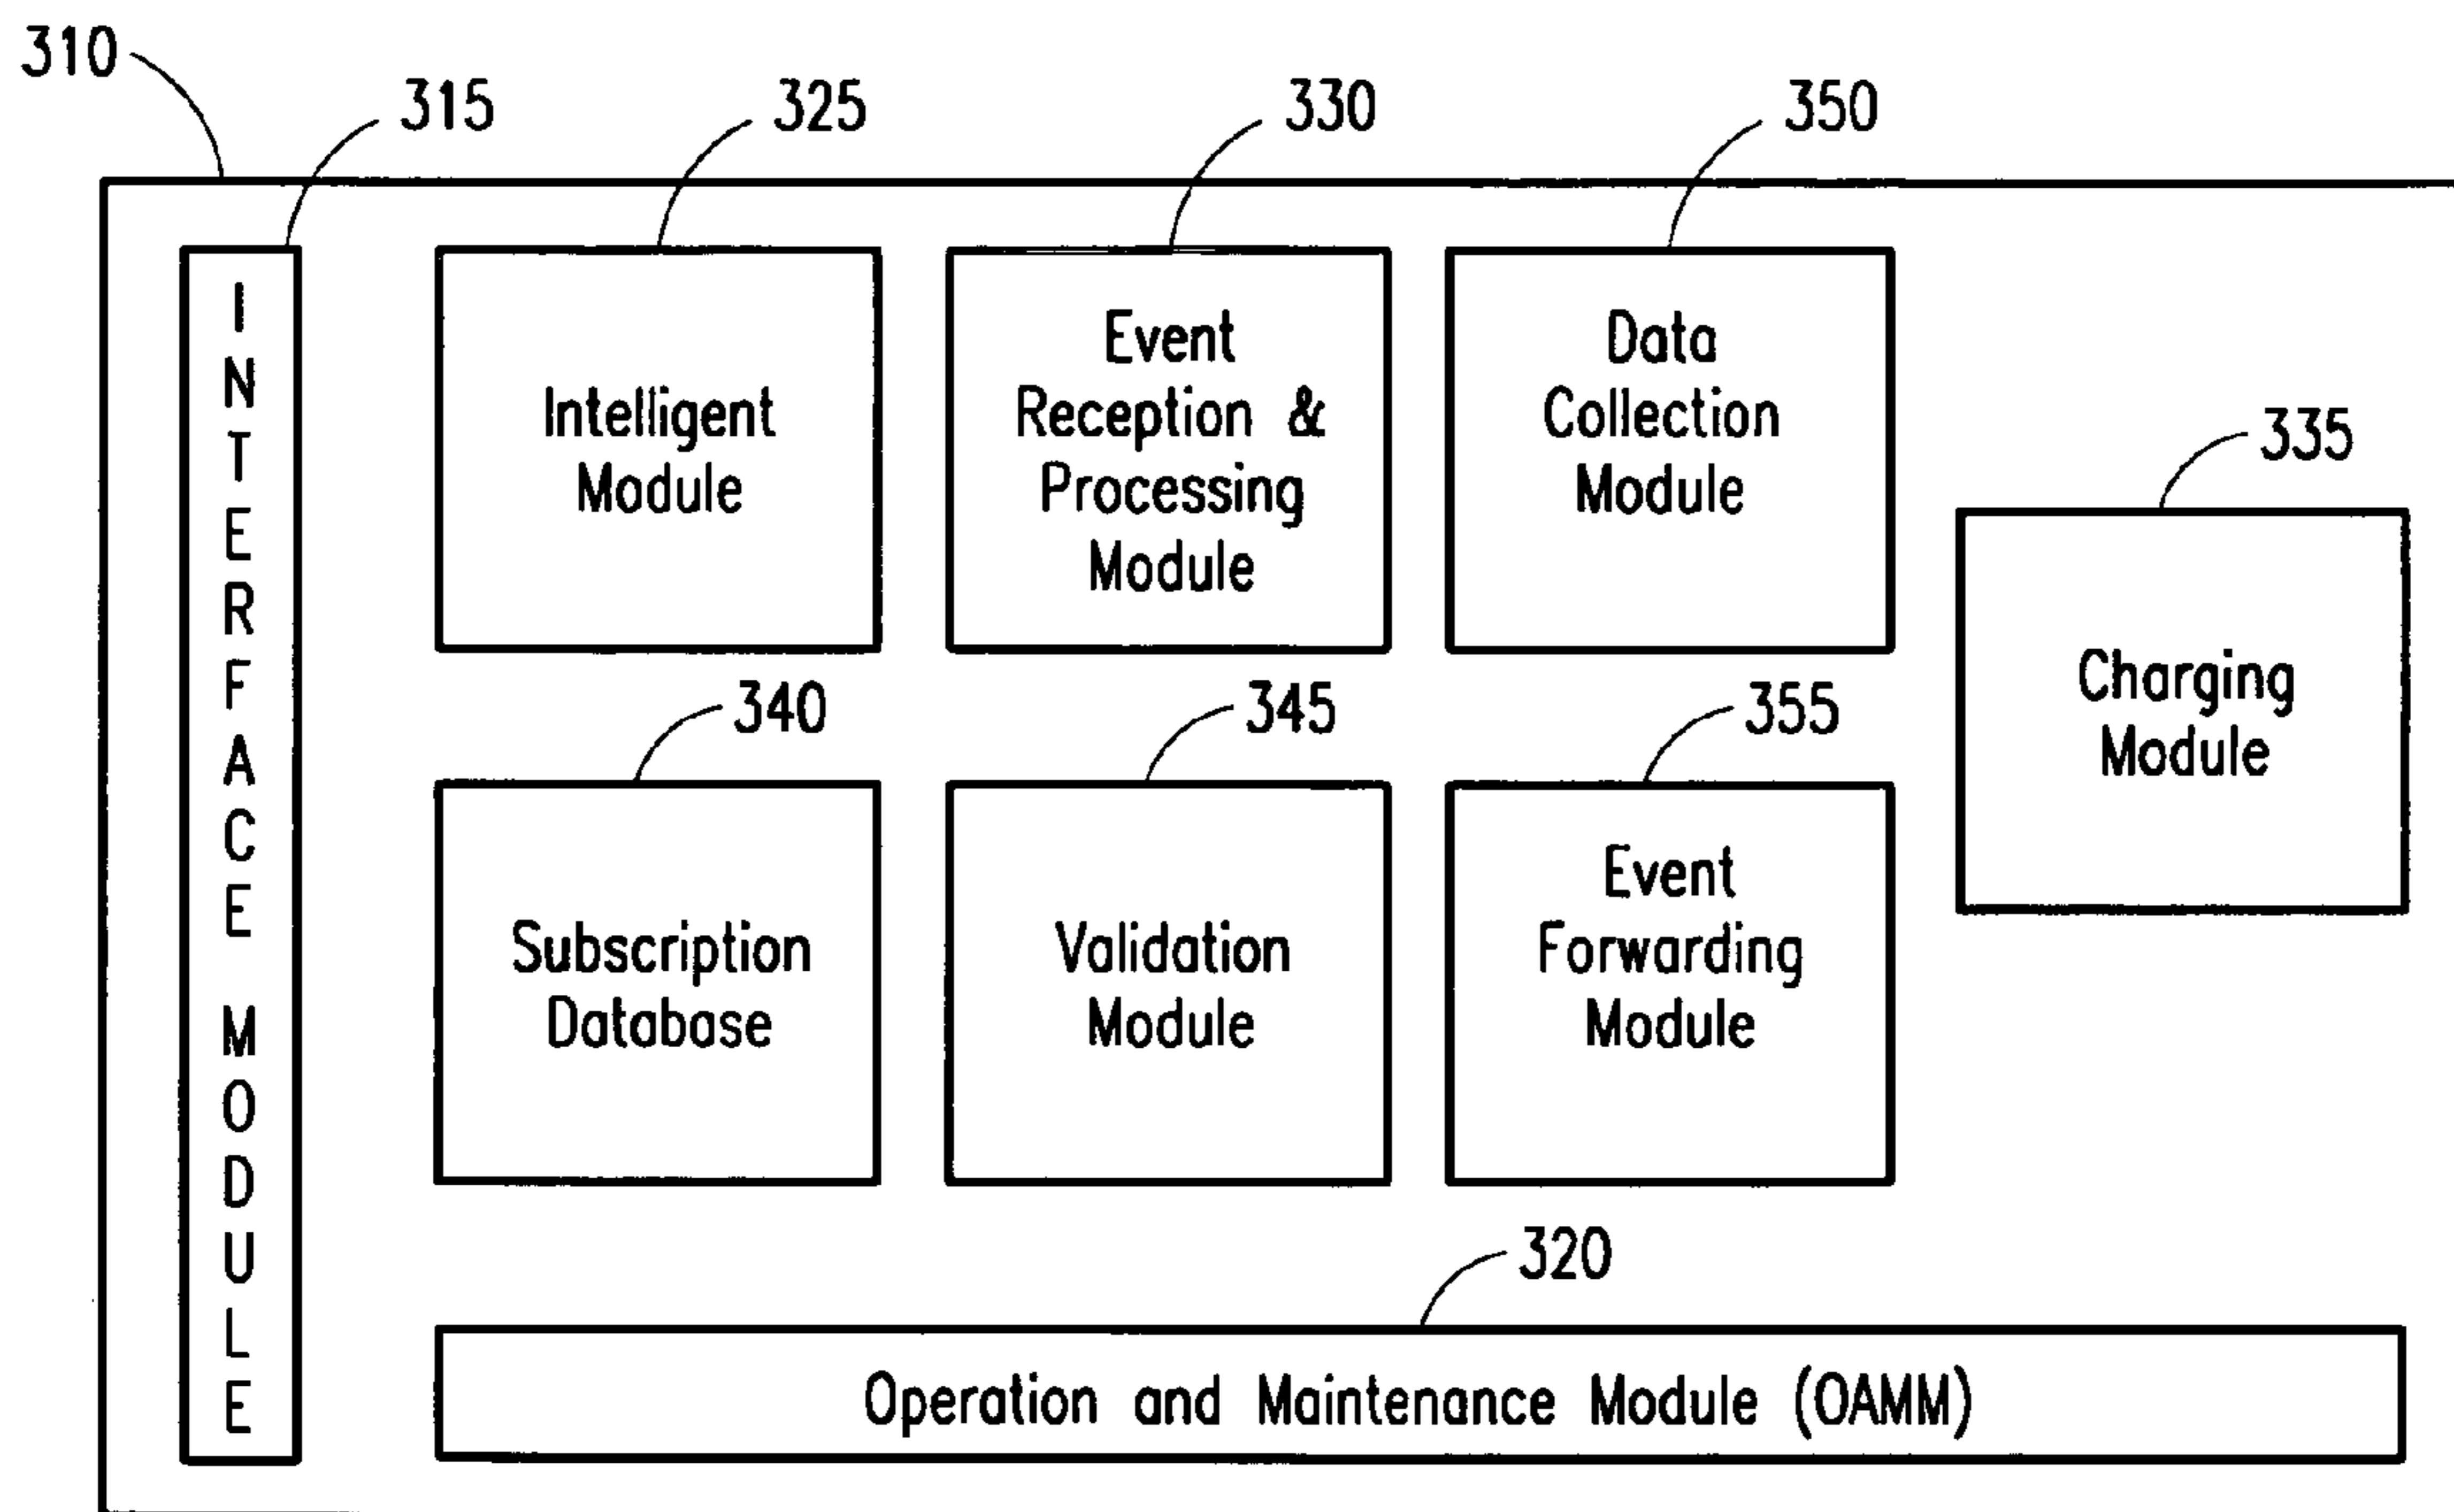 310
315
325
330
350
INTERFACE MODULE
Intelligent
Module
Event
Reception &
Processing
Module
Data
Collection
Module
335
Charging
Module
340
345
355
Subscription
Database
Validation
Module
Event
Forwarding
Module
320
Operation and Maintenance Module (OAMM)